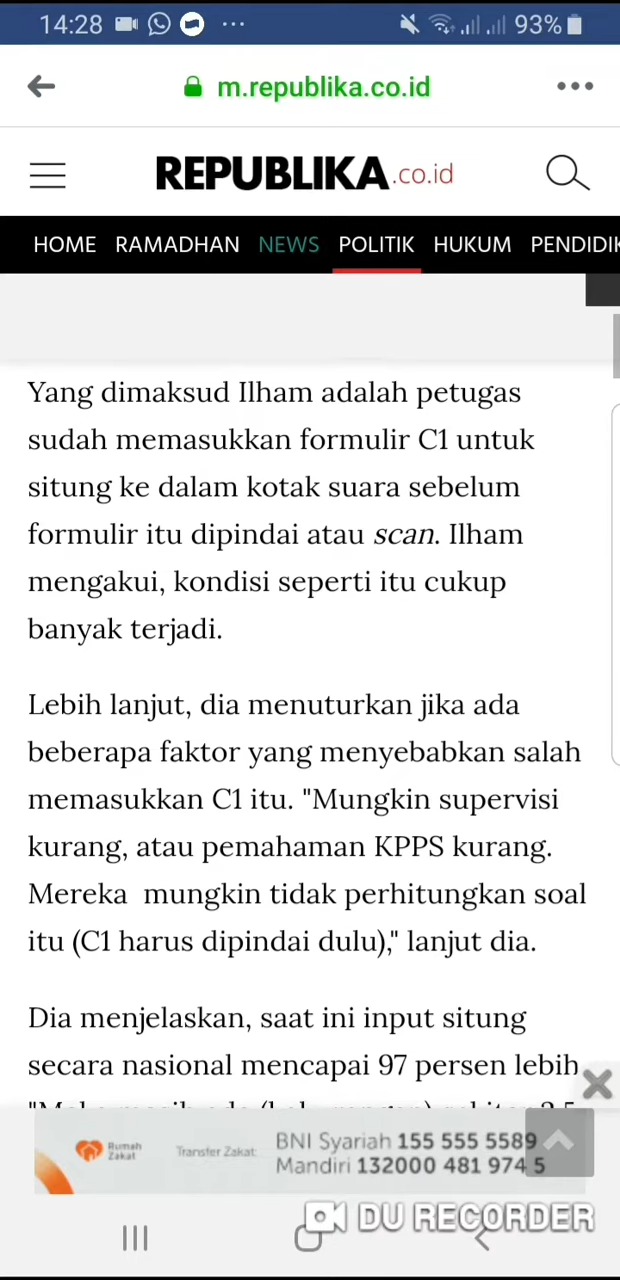 14:28
93%
m.republika.co.id
REPUBLIKA.co.id
HOME RAMADHAN NEWS POLITIK HUKUM PENDIDIK
Yang dimaksud Ilham adalah petugas
sudah memasukkan formulir C1 untuk
situng ke dalam kotak suara sebelum
formulir itu dipindai atau scan. Ilham
mengakui, kondisi seperti itu cukup
banyak terjadi.
Lebih lanjut, dia menuturkan jika ada
beberapa faktor yang menyebabkan salah
memasukkan C1 itu. "Mungkin supervisi
kurang, atau pemahaman KPPS kurang.
Mereka mungkin tidak perhitungkan soal
itu (C1 harus dipindai dulu)," lanjut dia.
Dia menjelaskan, saat ini input situng
secara nasional mencapai 97 persen lebih
Rumah Zakat
Transfer Zakat:
BNI Syariah 155 555 5589
Mandiri 132000 481 974 5
DU RECORDER